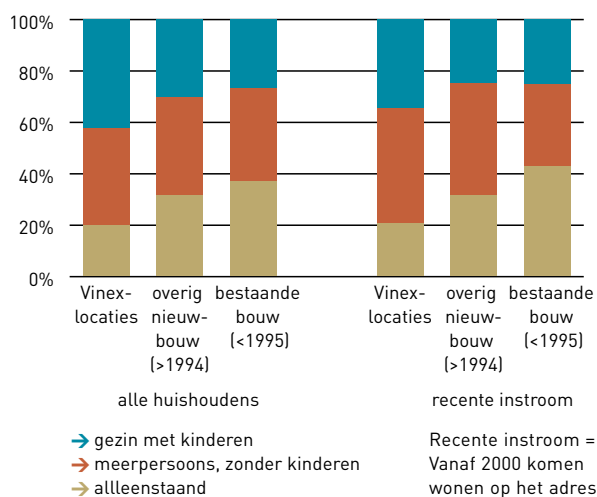 100%
80%
60%
40%
20%
0%
Vinex- overig bestaande Vinex- overig bestaande
locaties nieuw- bouw locaties nieuw- bouw
bouw (<1995) bouw (<1995)
(>1994) (>1994)
alle huishoudens recente instroom
→ gezin met kinderen Recente instroom =
→ meerpersoons, zonder kinderen Vanaf 2000 komen
→ allleenstaand wonen op het adres